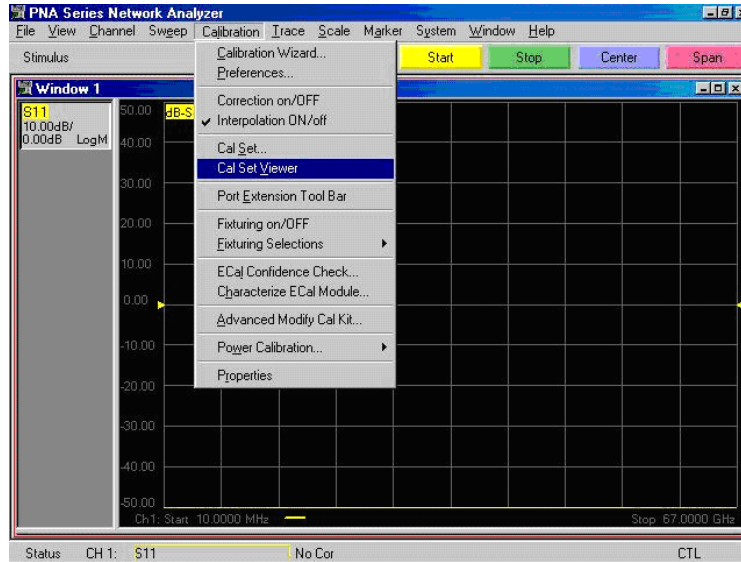 PNA Series Network Analyzer
File View Channel Sweep Calibration Trace Scale Marker System Window Help
Stimulus
Start Stop Center Span
Calibration Wizard...
Preferences...
Correction on/OFF
Interpolation ON/off
Cal Set...
Cal Set Viewer
Port Extension Tool Bar
Fixturing on/OFF
Fixturing Selections
ECal Confidence Check...
Characterize ECal Module...
Advanced Modify Cal Kit...
Power Calibration...
Properties
Window 1
S11
10.00dB/
0.00dB LogM
50.00 dB-S
40.00
30.00
20.00
10.00
0.00
-10.00
-20.00
-30.00
-40.00
-50.00
Ch1: Start 10.0000 MHz
Stop 67.0000 GHz
Status CH 1: S11 No Cor CTL